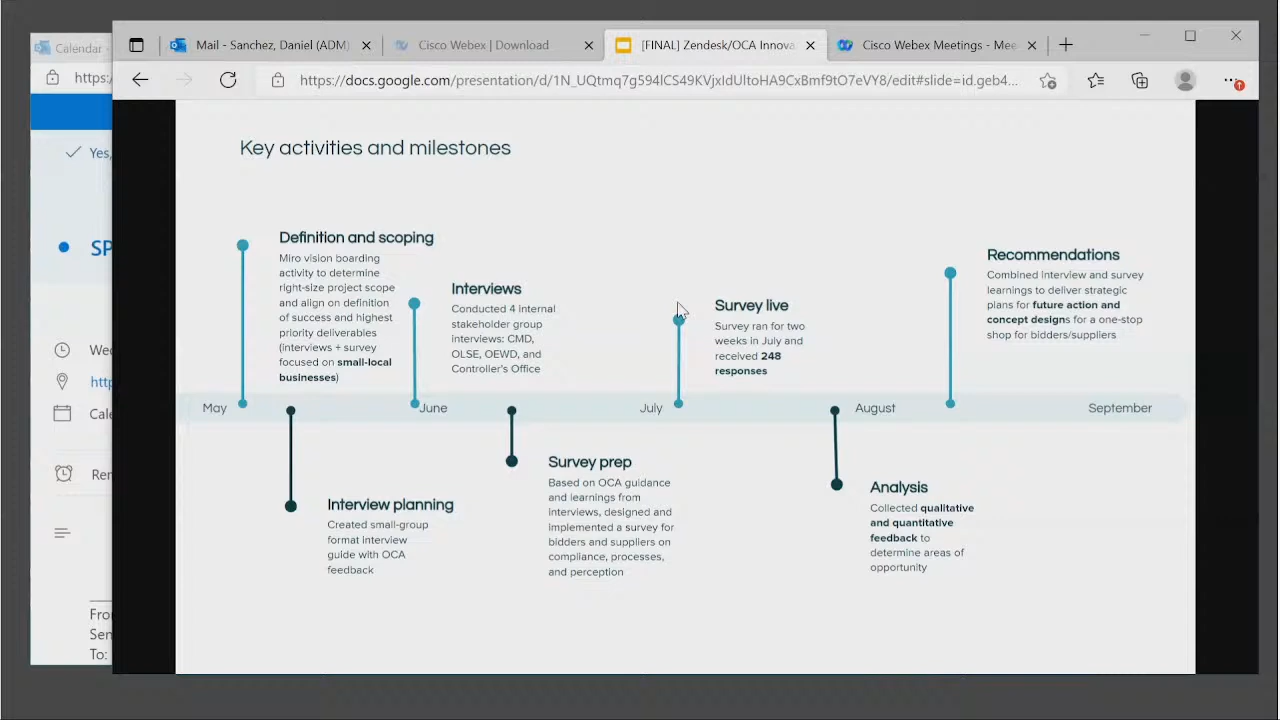 Calendar
Mail - Sanchez, Daniel (ADM)
Cisco Webex | Download
[FINAL] Zendesk/OCA Innova
Cisco Webex Meetings - Mee
https:
https://docs.google.com/presentation/d/1N_UQtmq7g594lCS49KVjxIdUltoHA9CxBmf9tO7eVY8/edit#slide=id.geb4...
Yes,
SP
Wed
http
Cale
Ren
Fro
Sen
To:
Key activities and milestones
Definition and scoping
Miro vision boarding
activity to determine
right-size project scope
and align on definition
of success and highest
priority deliverables
(interviews + survey
focused on small-local
businesses)
Interviews
Conducted 4 internal
stakeholder group
interviews: CMD,
OLSE, OEWD, and
Controller's Office
Survey live
Survey ran for two
weeks in July and
received 248
responses
Recommendations
Combined interview and survey
learnings to deliver strategic
plans for future action and
concept designs for a one-stop
shop for bidders/suppliers
May
June
July
August
September
Interview planning
Created small-group
format interview
guide with OCA
feedback
Survey prep
Based on OCA guidance
and learnings from
interviews, designed and
implemented a survey for
bidders and suppliers on
compliance, processes,
and perception
Analysis
Collected qualitative
and quantitative
feedback to
determine areas of
opportunity